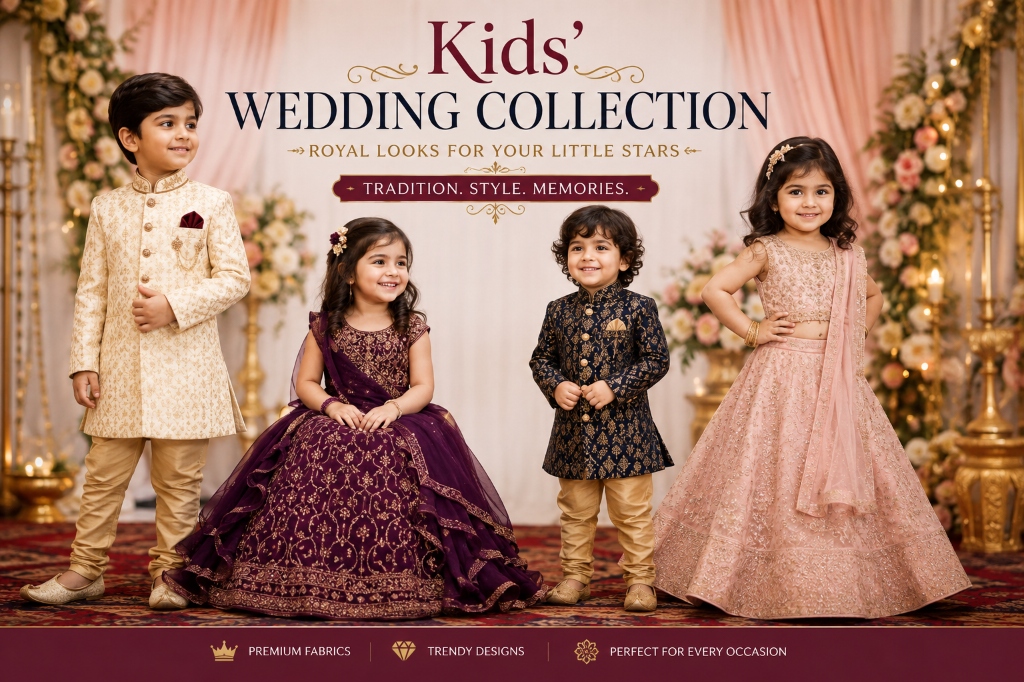 Kids’
WEDDING COLLECTION
ROYAL LOOKS FOR YOUR LITTLE STARS
TRADITION. STYLE. MEMORIES.
PREMIUM FABRICS
TRENDY DESIGNS
PERFECT FOR EVERY OCCASION